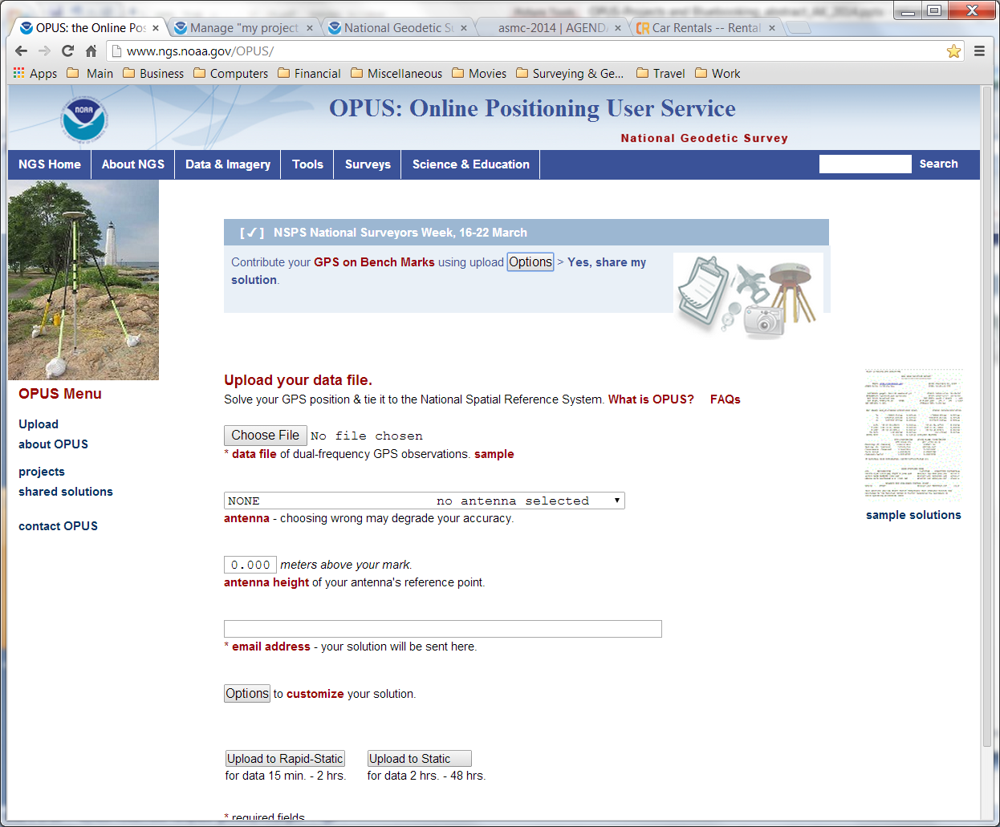 OPUS: the Online Pos
Manage "my project
National Geodetic Su
asmc-2014 | AGENDA
Car Rentals -- Rental
www.ngs.noaa.gov/OPUS/
Apps Main Business Computers Financial Miscellaneous Movies Surveying & Ge... Travel Work
NOAA
OPUS: Online Positioning User Service
National Geodetic Survey
NGS Home About NGS Data & Imagery Tools Surveys Science & Education Search
[✓] NSPS National Surveyors Week, 16-22 March
Contribute your GPS on Bench Marks using upload Options > Yes, share my
solution.
OPUS Menu
Upload
about OPUS
projects
shared solutions
contact OPUS
Upload your data file.
Solve your GPS position & tie it to the National Spatial Reference System. What is OPUS? FAQs
Choose File No file chosen
* data file of dual-frequency GPS observations. sample
NONE no antenna selected
antenna - choosing wrong may degrade your accuracy.
0.000 meters above your mark.
antenna height of your antenna's reference point.
* email address - your solution will be sent here.
Options to customize your solution.
Upload to Rapid-Static Upload to Static
for data 15 min. - 2 hrs. for data 2 hrs. - 48 hrs.
* required fields
sample solutions